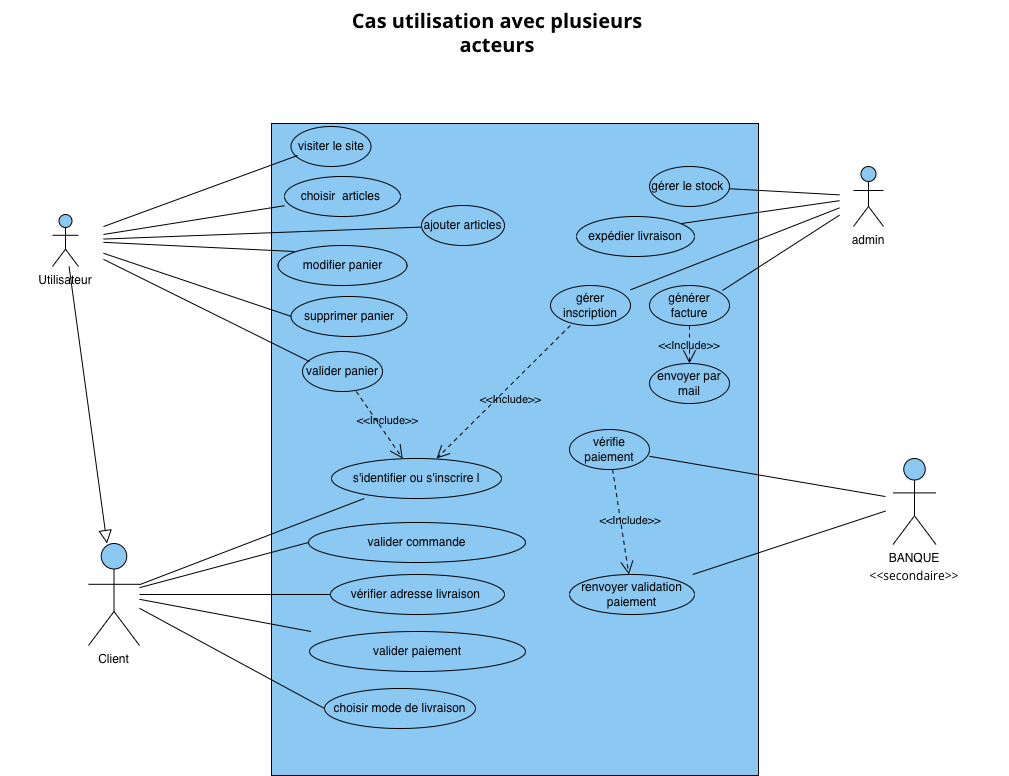 Cas utilisation avec plusieurs
acteurs
visiter le site
choisir articles
ajouter articles
modifier panier
supprimer panier
valider panier
gérer le stock
expédier livraison
gérer
inscription
générer
facture
<<Include>>
envoyer par
mail
<<Include>>
<<Include>>
s'identifier ou s'inscrire l
vérifie
paiement
<<Include>>
valider commande
vérifier adresse livraison
renvoyer validation
paiement
valider paiement
choisir mode de livraison
Utilisateur
admin
Client
BANQUE
<<secondaire>>